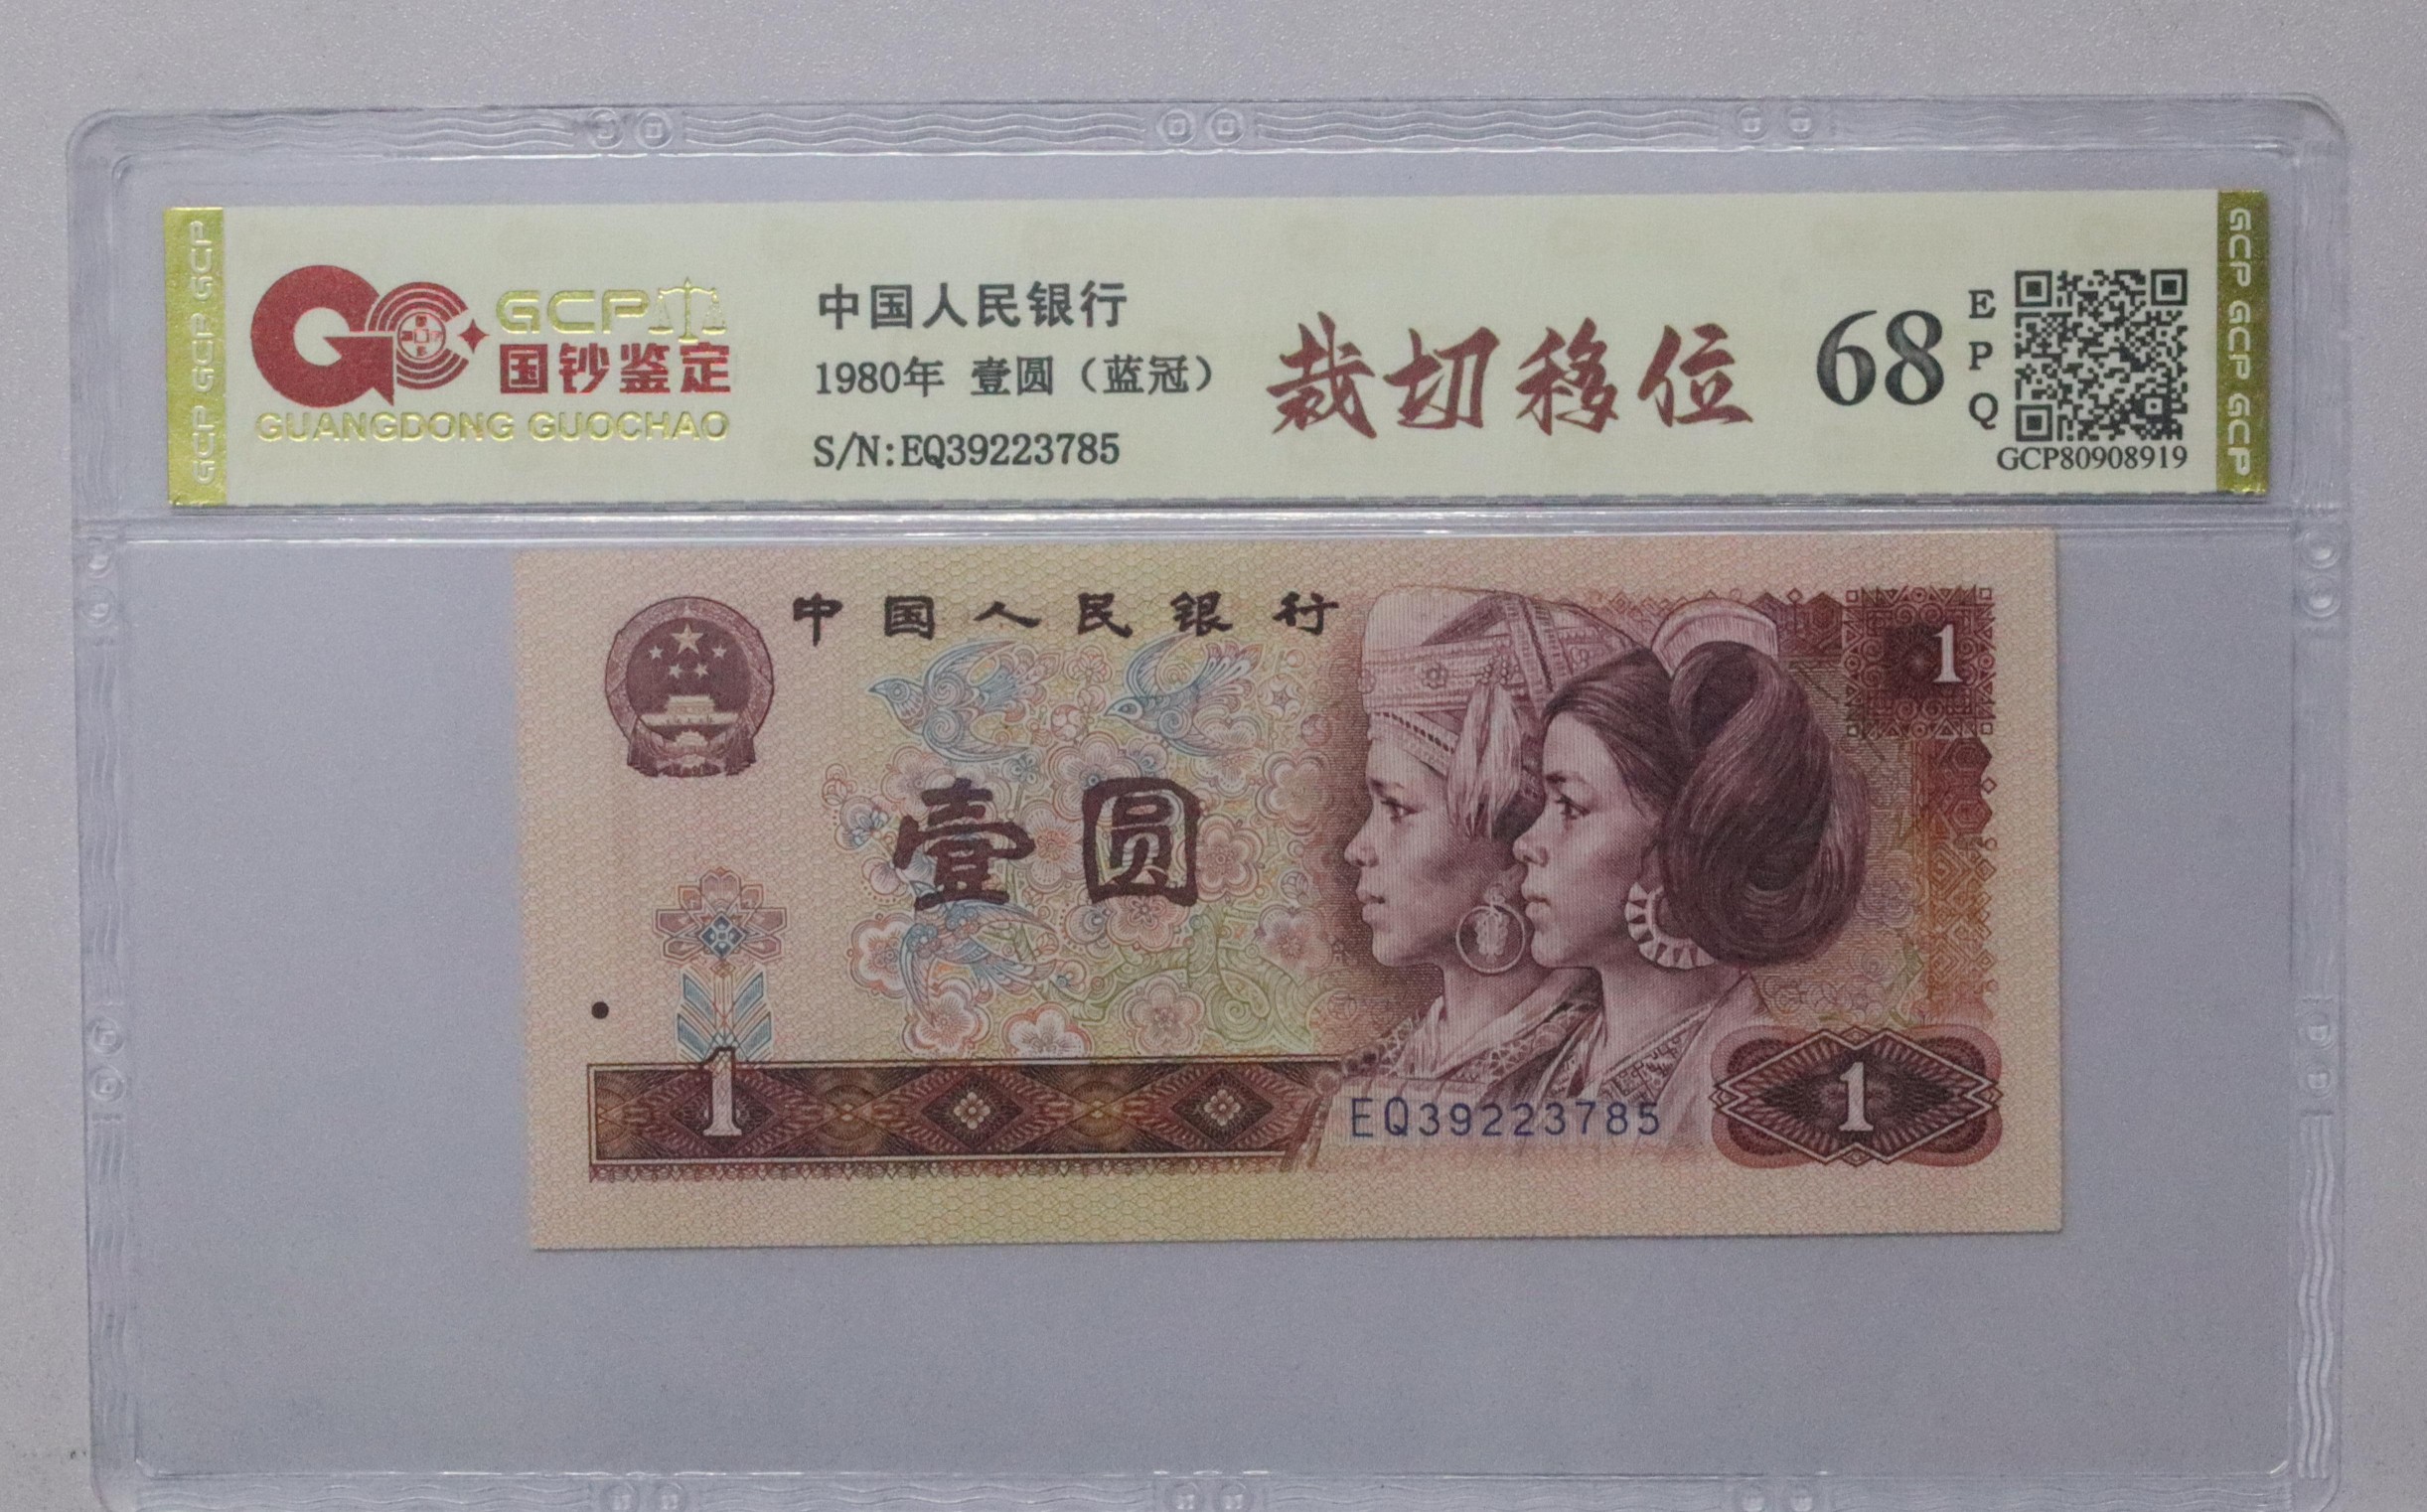 GCP GCP GCP
GCP
国钞鉴定
GUANGDONG GUOCHAO
中国人民银行
1980年 壹圆（蓝冠）
S/N:EQ39223785
裁切移位
68
EPQ
GCP80908919
GCP GCP GCP
中国人民银行
1
壹圆
1
EQ39223785
1